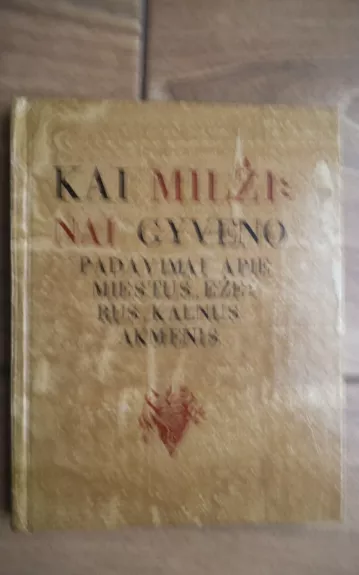 KAI MILŽI:
NAI GYVENO
PADAVIMAI APIE
MIESTUS, EŽE:
RUS, KALNUS
AKMENIS